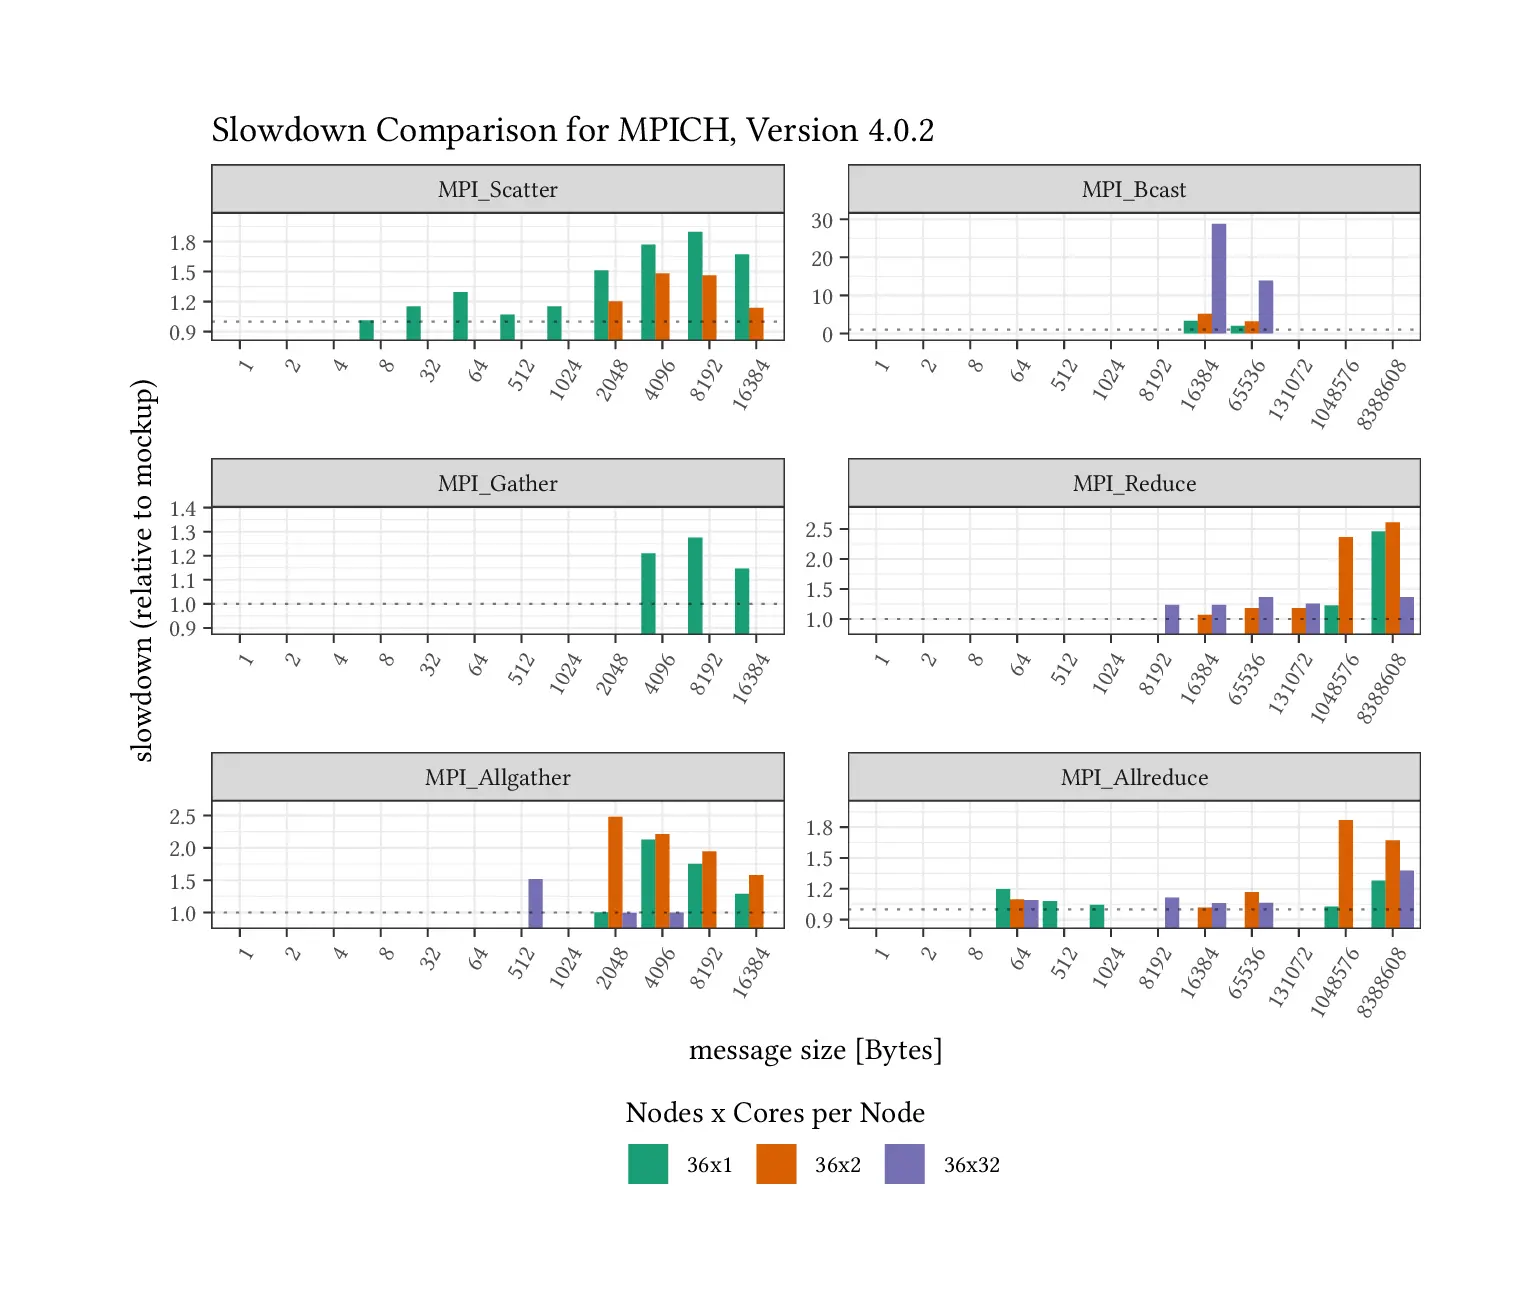 Slowdown Comparison for MPICH, Version 4.0.2
slowdown (relative to mockup)
MPI_Scatter
1.8
1.5
1.2
0.9
1 2 4 8 32 64 512 1024 2048 4096 8192 16384
MPI_Bcast
30
20
10
0
1 2 8 64 512 1024 8192 16384 65536 131072 1048576 8388608
MPI_Gather
1.4
1.3
1.2
1.1
1.0
0.9
1 2 4 8 32 64 512 1024 2048 4096 8192 16384
MPI_Reduce
2.5
2.0
1.5
1.0
1 2 8 64 512 1024 8192 16384 65536 131072 1048576 8388608
MPI_Allgather
2.5
2.0
1.5
1.0
1 2 4 8 32 64 512 1024 2048 4096 8192 16384
MPI_Allreduce
1.8
1.5
1.2
0.9
1 2 8 64 512 1024 8192 16384 65536 131072 1048576 8388608
message size [Bytes]
Nodes x Cores per Node
36x1 36x2 36x32